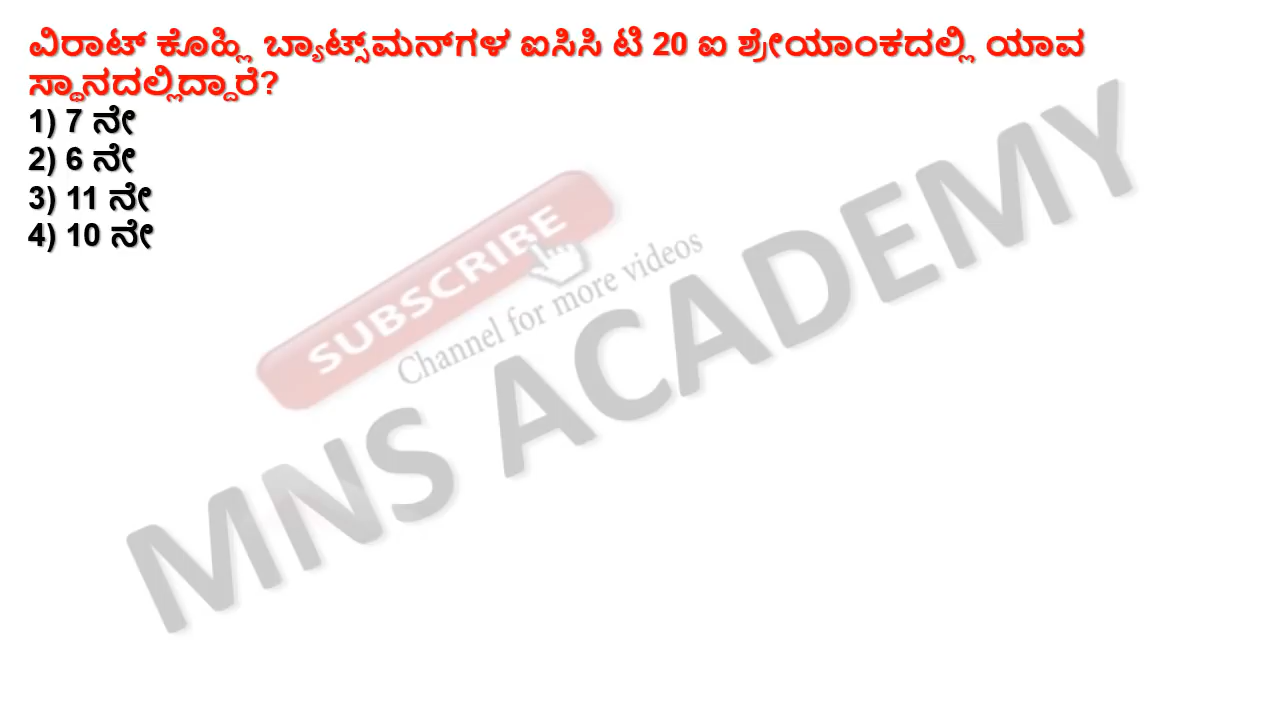 ವಿರಾಟ್ ಕೊಹ್ಲಿ ಬ್ಯಾಟ್ಸ್‌ಮನ್‌ಗಳ ಐಸಿಸಿ ಟಿ 20 ಐ ಶ್ರೇಯಾಂಕದಲ್ಲಿ ಯಾವ
ಸ್ಥಾನದಲ್ಲಿದ್ದಾರೆ?
1) 7 ನೇ
2) 6 ನೇ
3) 11 ನೇ
4) 10 ನೇ
SUBSCRIBE
Channel for more videos
MNS ACADEMY